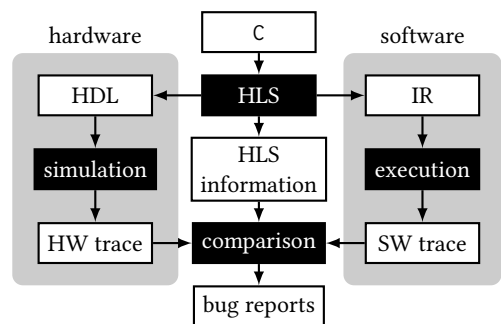 hardware
C
software
HDL
HLS
IR
simulation
HLS
information
execution
HW trace
comparison
SW trace
bug reports